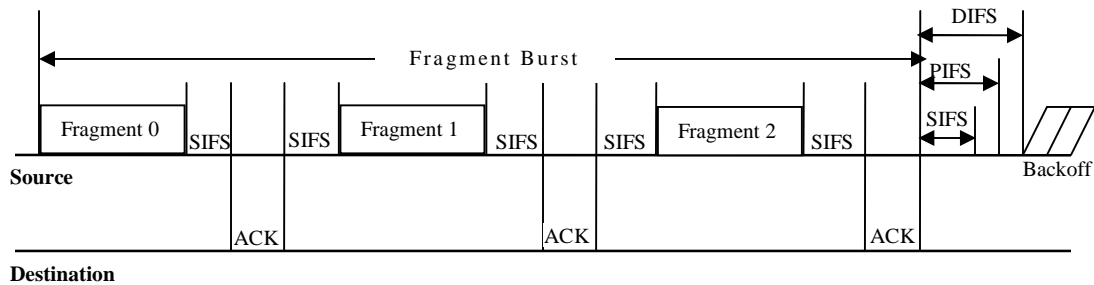 DIFS
Fragment Burst
PIFS
SIFS
Fragment 0
SIFS
SIFS
Fragment 1
SIFS
SIFS
Fragment 2
SIFS
Source
Backoff
ACK
ACK
ACK
Destination